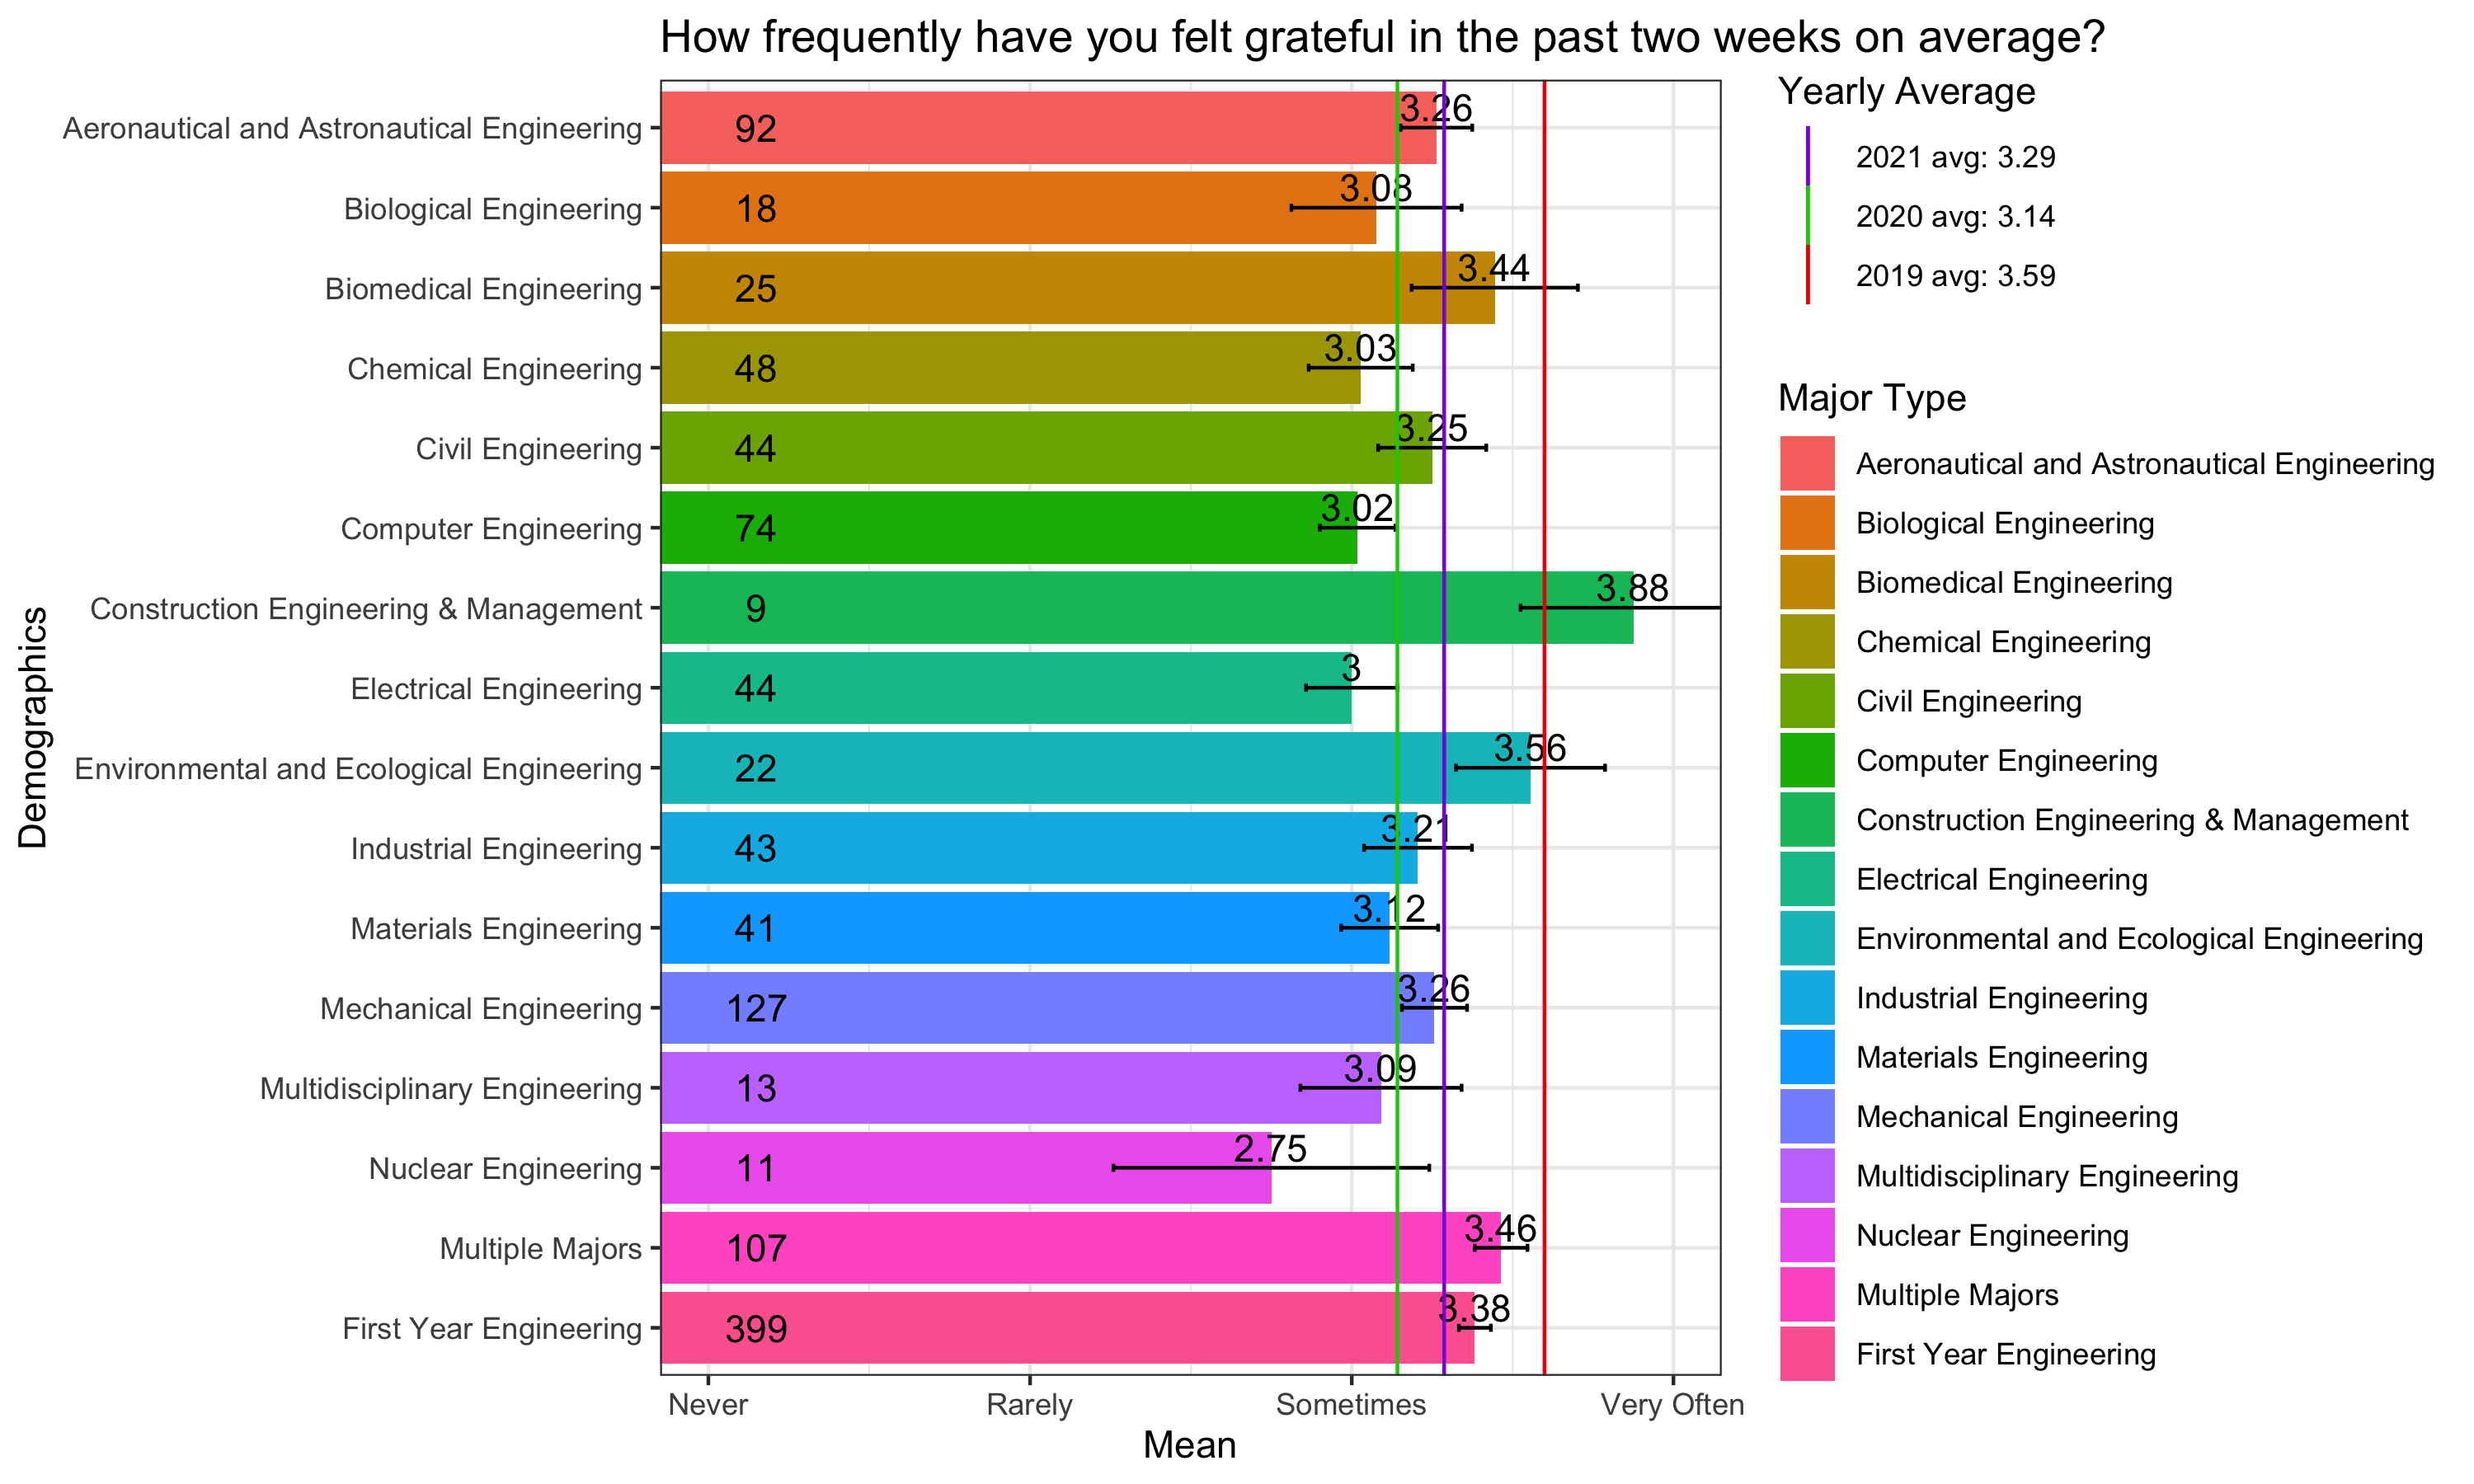 How frequently have you felt grateful in the past two weeks on average?
Demographics
Aeronautical and Astronautical Engineering 92 3.26
Biological Engineering 18 3.08
Biomedical Engineering 25 3.44
Chemical Engineering 48 3.03
Civil Engineering 44 3.25
Computer Engineering 74 3.02
Construction Engineering & Management 9 3.88
Electrical Engineering 44 3
Environmental and Ecological Engineering 22 3.56
Industrial Engineering 43 3.21
Materials Engineering 41 3.12
Mechanical Engineering 127 3.26
Multidisciplinary Engineering 13 3.09
Nuclear Engineering 11 2.75
Multiple Majors 107 3.46
First Year Engineering 399 3.38
Never Rarely Sometimes Very Often
Mean
Yearly Average
2021 avg: 3.29
2020 avg: 3.14
2019 avg: 3.59
Major Type
Aeronautical and Astronautical Engineering
Biological Engineering
Biomedical Engineering
Chemical Engineering
Civil Engineering
Computer Engineering
Construction Engineering & Management
Electrical Engineering
Environmental and Ecological Engineering
Industrial Engineering
Materials Engineering
Mechanical Engineering
Multidisciplinary Engineering
Nuclear Engineering
Multiple Majors
First Year Engineering